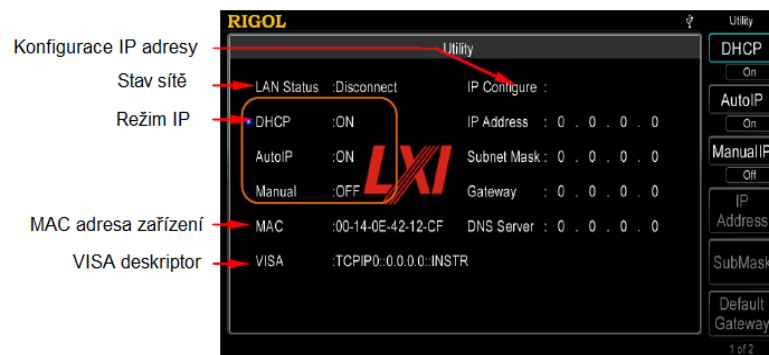 RIGOL
Utility
Konfigurace IP adresy
Utility
DHCP
On
Stav sítě
LAN Status :Disconnect
IP Configure :
AutoIP
On
Režim IP
DHCP :ON
IP Address : 0 . 0 . 0 . 0
AutoIP :ON
Subnet Mask : 0 . 0 . 0 . 0
ManualIP
Off
LXI
Manual :OFF
Gateway : 0 . 0 . 0 . 0
IP
Address
MAC adresa zařízení
MAC :00-14-0E-42-12-CF
DNS Server : 0 . 0 . 0 . 0
VISA deskriptor
VISA :TCPIP0::0.0.0.0::INSTR
SubMask
Default
Gateway
1 of 2